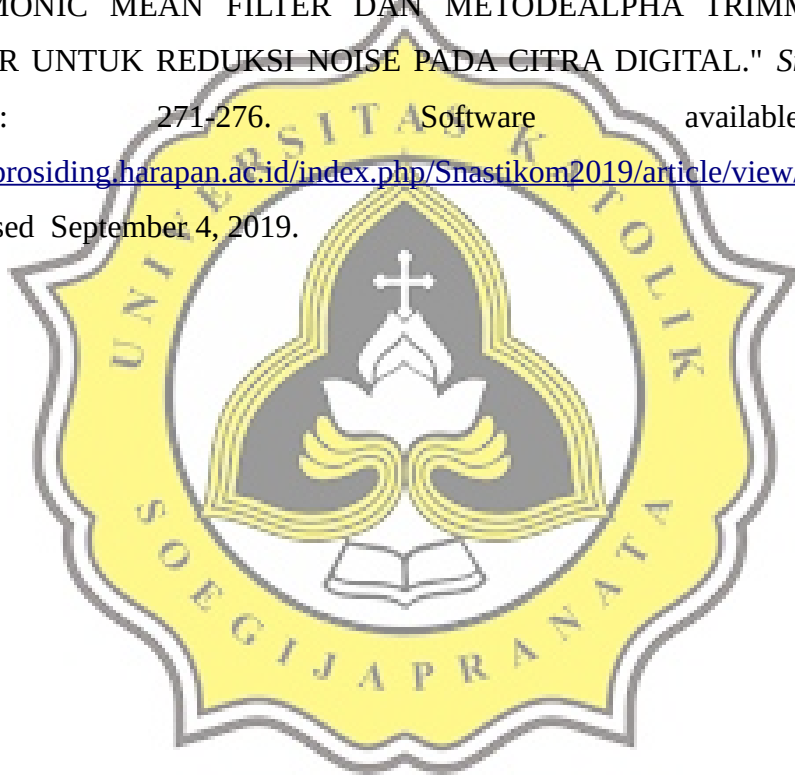 MONIC MEAN FILTER DAN METODEALPHA TRIMM
R UNTUK REDUKSI NOISE PADA CITRA DIGITAL." S
: 271-276. Software available
prosiding.harapan.ac.id/index.php/Snastikom2019/article/view/
sed September 4, 2019.
UNIVERSITAS KATOLIK
SOEGIJAPRANATA